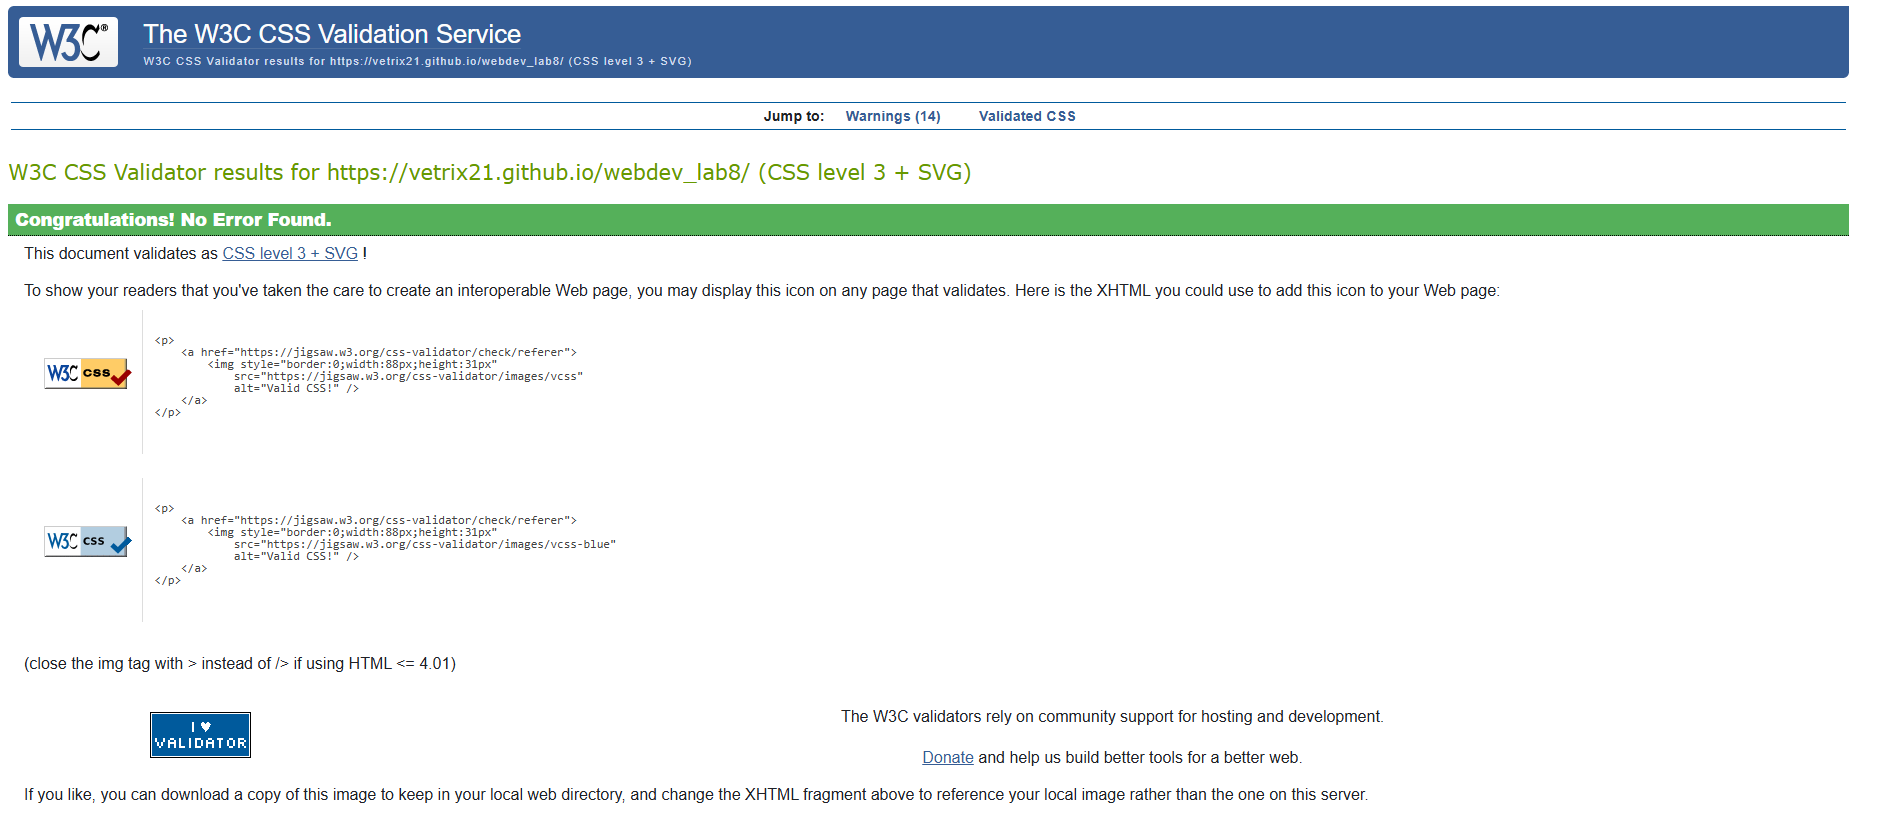 W3C®
The W3C CSS Validation Service
W3C CSS Validator results for https://vetrix21.github.io/webdev_lab8/ (CSS level 3 + SVG)
Jump to: Warnings (14) Validated CSS
W3C CSS Validator results for https://vetrix21.github.io/webdev_lab8/ (CSS level 3 + SVG)
Congratulations! No Error Found.
This document validates as CSS level 3 + SVG !
To show your readers that you've taken the care to create an interoperable Web page, you may display this icon on any page that validates. Here is the XHTML you could use to add this icon to your Web page:
W3C css
<p>
    <a href="https://jigsaw.w3.org/css-validator/check/referer">
        <img style="border:0;width:88px;height:31px"
            src="https://jigsaw.w3.org/css-validator/images/vcss"
            alt="Valid CSS!" />
    </a>
</p>
W3C css
<p>
    <a href="https://jigsaw.w3.org/css-validator/check/referer">
        <img style="border:0;width:88px;height:31px"
            src="https://jigsaw.w3.org/css-validator/images/vcss-blue"
            alt="Valid CSS!" />
    </a>
</p>
(close the img tag with > instead of /> if using HTML <= 4.01)
I ♥
VALIDATOR
The W3C validators rely on community support for hosting and development.
Donate and help us build better tools for a better web.
If you like, you can download a copy of this image to keep in your local web directory, and change the XHTML fragment above to reference your local image rather than the one on this server.